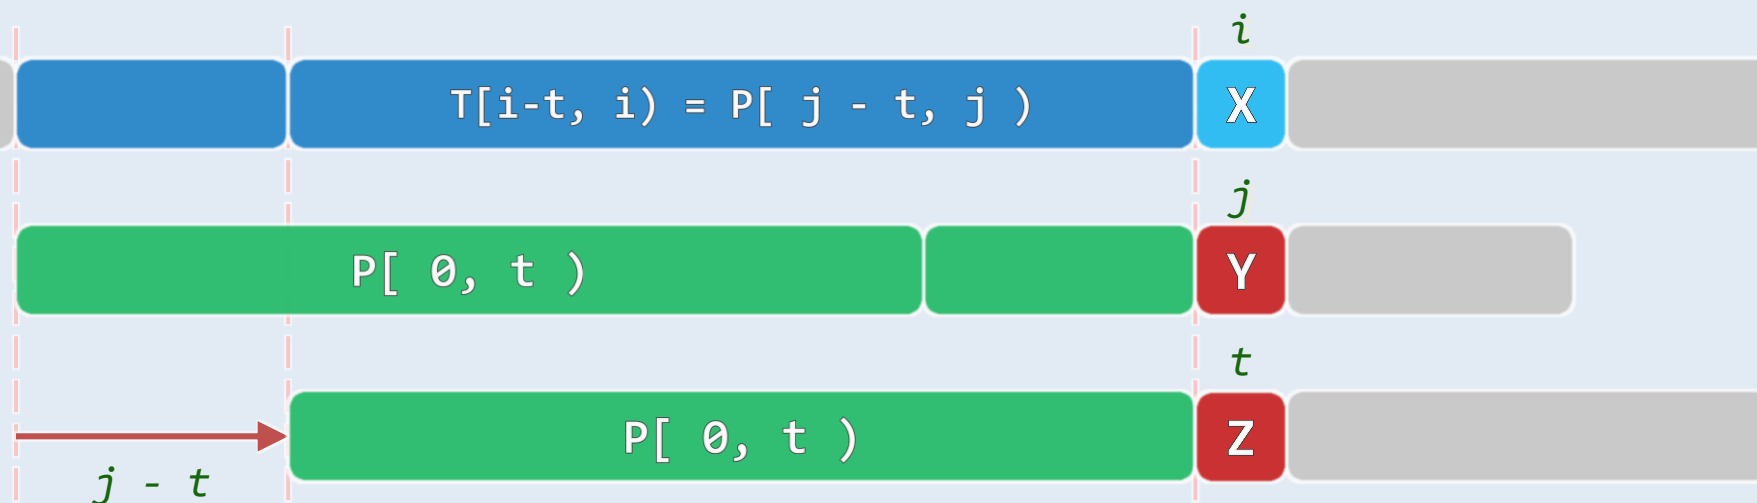 i
T[i-t, i) = P[ j - t, j ) X
j
P[ 0, t ) Y
t
P[ 0, t ) Z
j - t